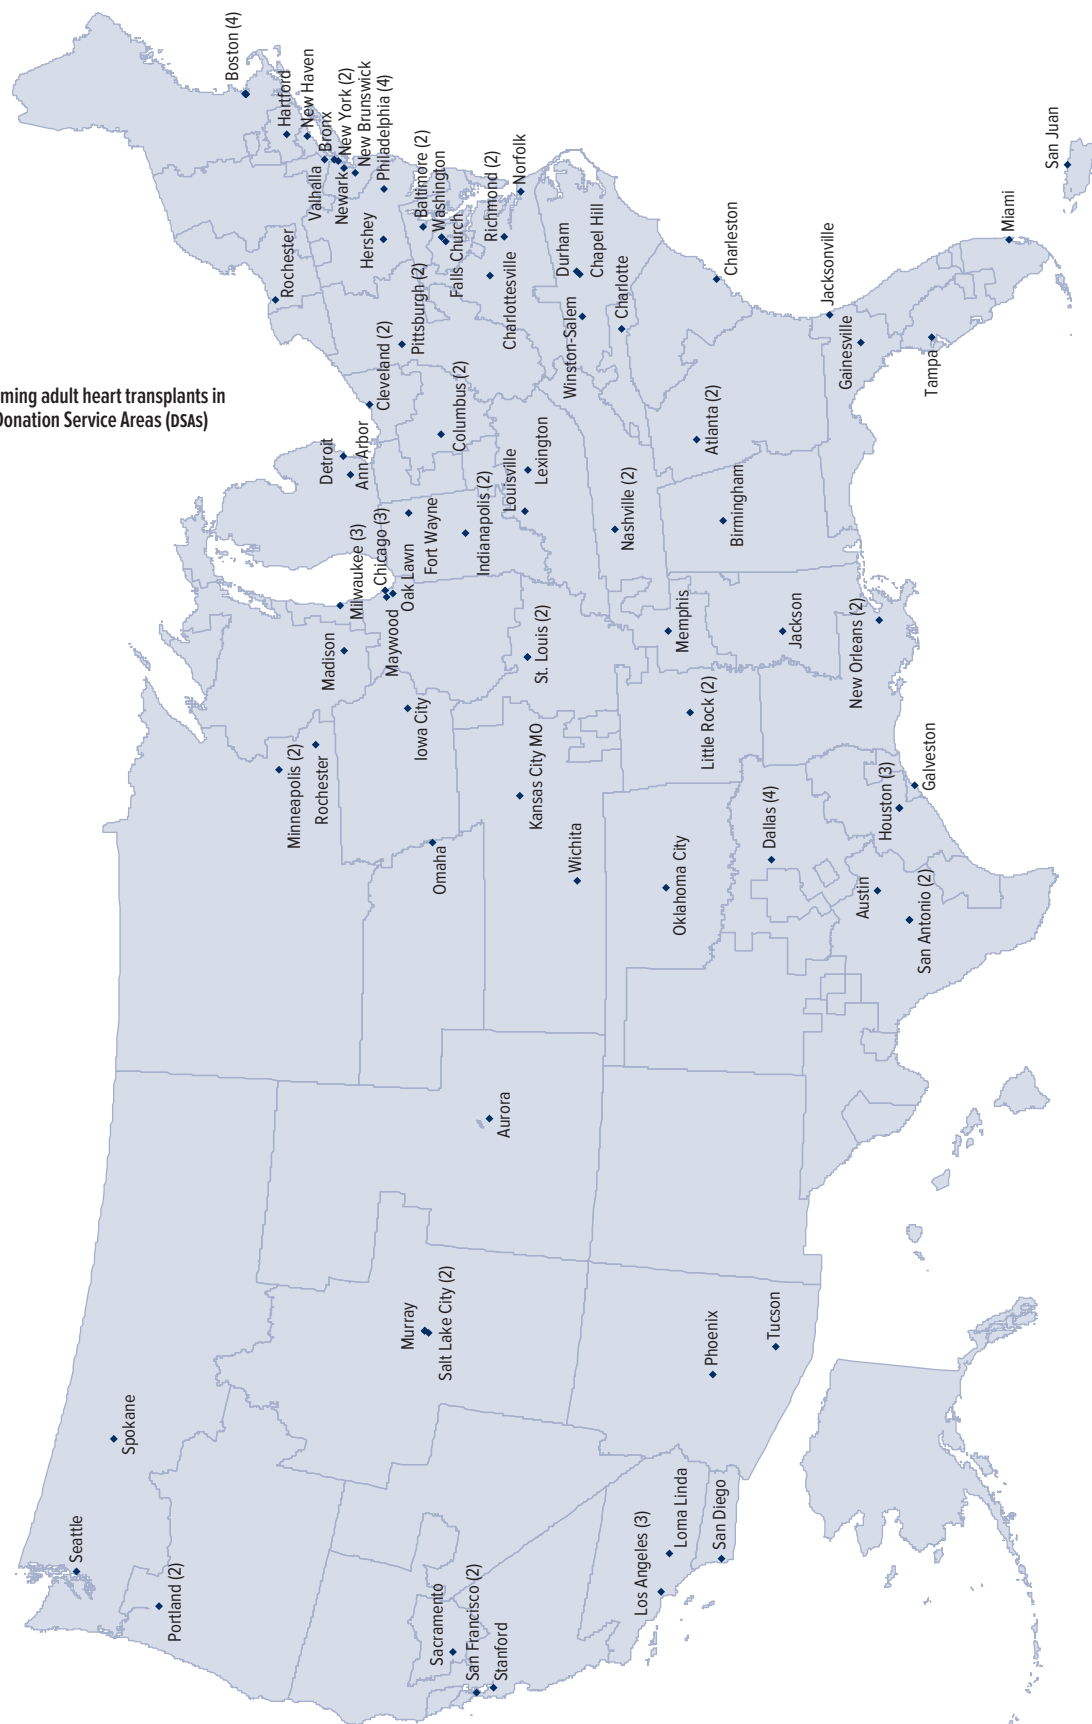 ming adult heart transplants in
Donation Service Areas (DSAs)
Seattle
Spokane
Portland (2)
Sacramento
San Francisco (2)
Stanford
Los Angeles (3)
Loma Linda
San Diego
Murray
Salt Lake City (2)
Phoenix
Tucson
Aurora
Minneapolis (2)
Rochester
Omaha
Iowa City
Kansas City MO
Wichita
Oklahoma City
Dallas (4)
Austin
San Antonio (2)
Houston (3)
Galveston
Little Rock (2)
New Orleans (2)
Jackson
Memphis
St. Louis (2)
Madison
Milwaukee (3)
Chicago (3)
Maywood
Oak Lawn
Detroit
Ann Arbor
Fort Wayne
Indianapolis (2)
Louisville
Lexington
Nashville (2)
Birmingham
Atlanta (2)
Cleveland (2)
Columbus (2)
Pittsburgh (2)
Rochester
Hershey
Falls Church
Charlottesville
Winston-Salem
Durham
Chapel Hill
Charlotte
Charleston
Jacksonville
Gainesville
Tampa
Miami
San Juan
Boston (4)
Hartford
New Haven
Bronx
Valhalla
New York (2)
Newark
New Brunswick
Philadelphia (4)
Baltimore (2)
Washington
Richmond (2)
Norfolk